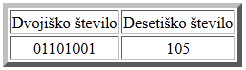 Dvojiško število Desetiško število
01101001 105